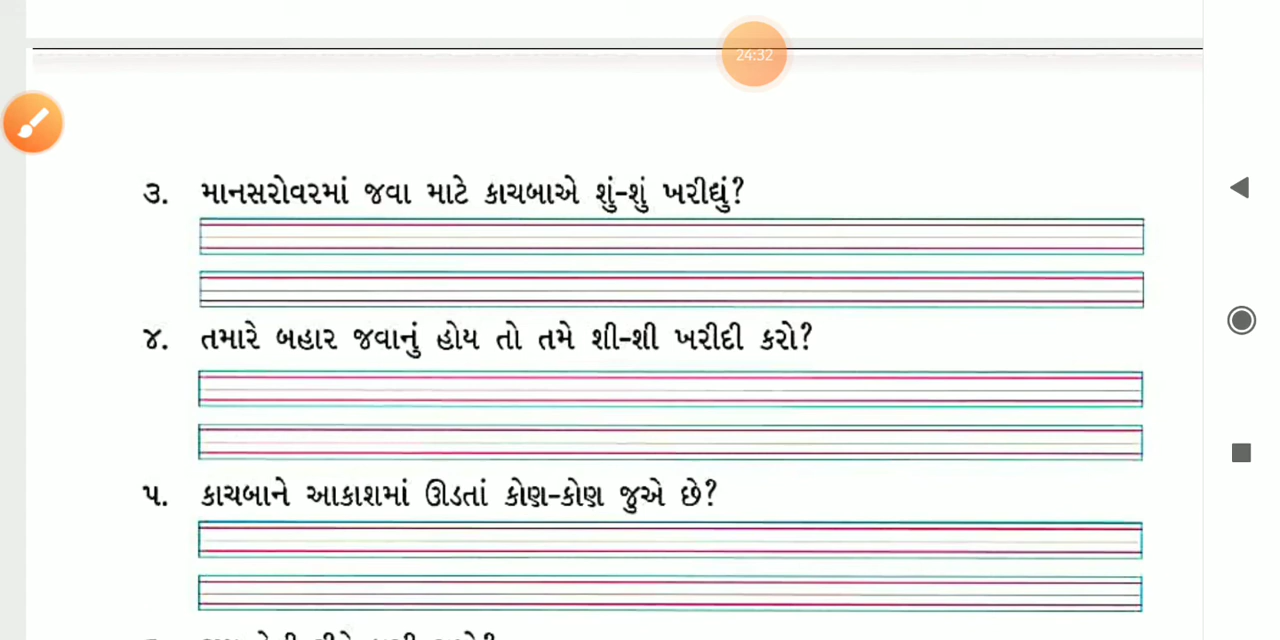 24:32
૩. માનસરોવરમાં જવા માટે કાચબાએ શું-શું ખરીદ્યું?
૪. તમારે બહાર જવાનું હોય તો તમે શી-શી ખરીદી કરો?
૫. કાચબાને આકાશમાં ઊડતાં કોણ-કોણ જુએ છે?